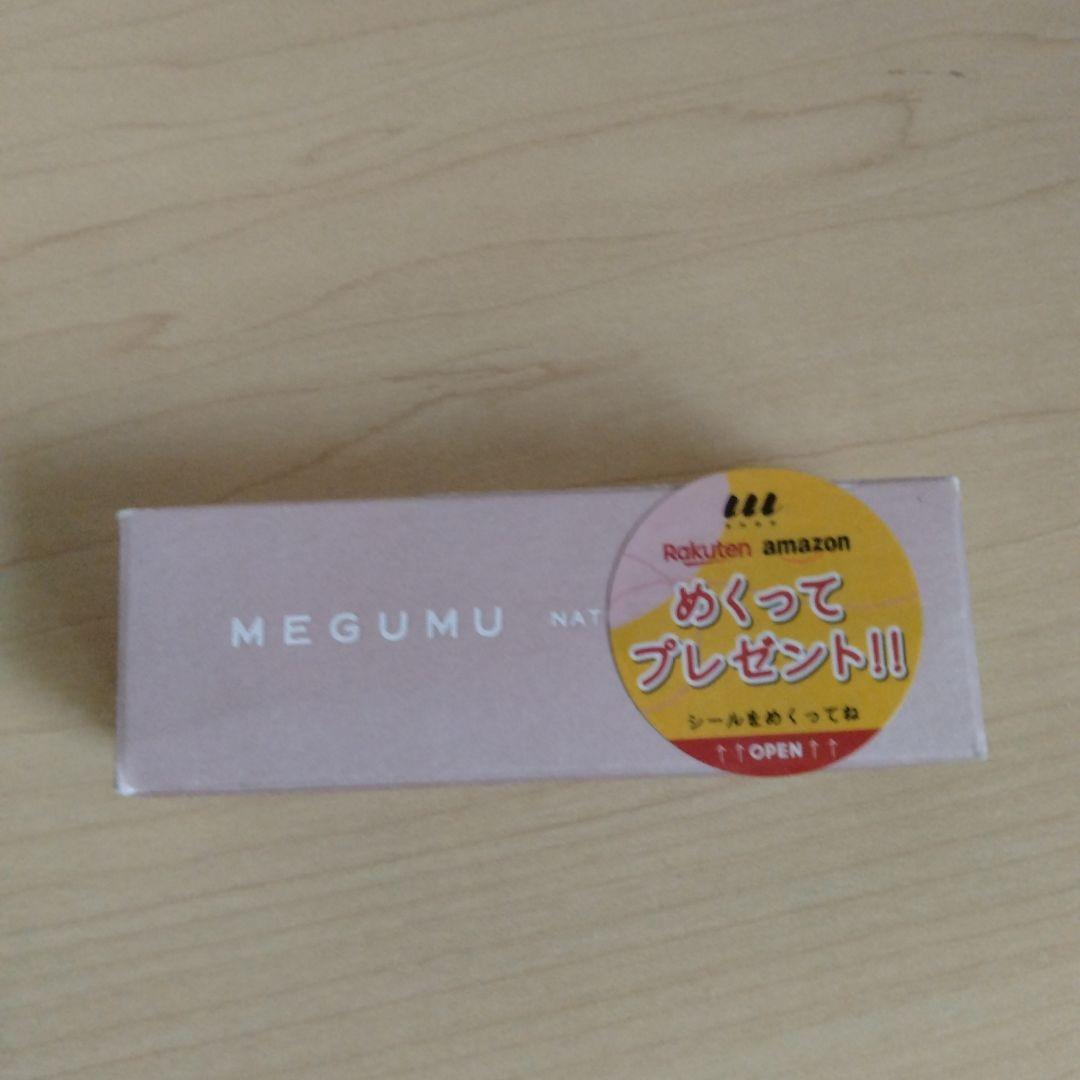 MEGUMU NAT
Rakuten amazon
めくって
プレゼント!!
シールをめくってね
↑↑OPEN↑↑